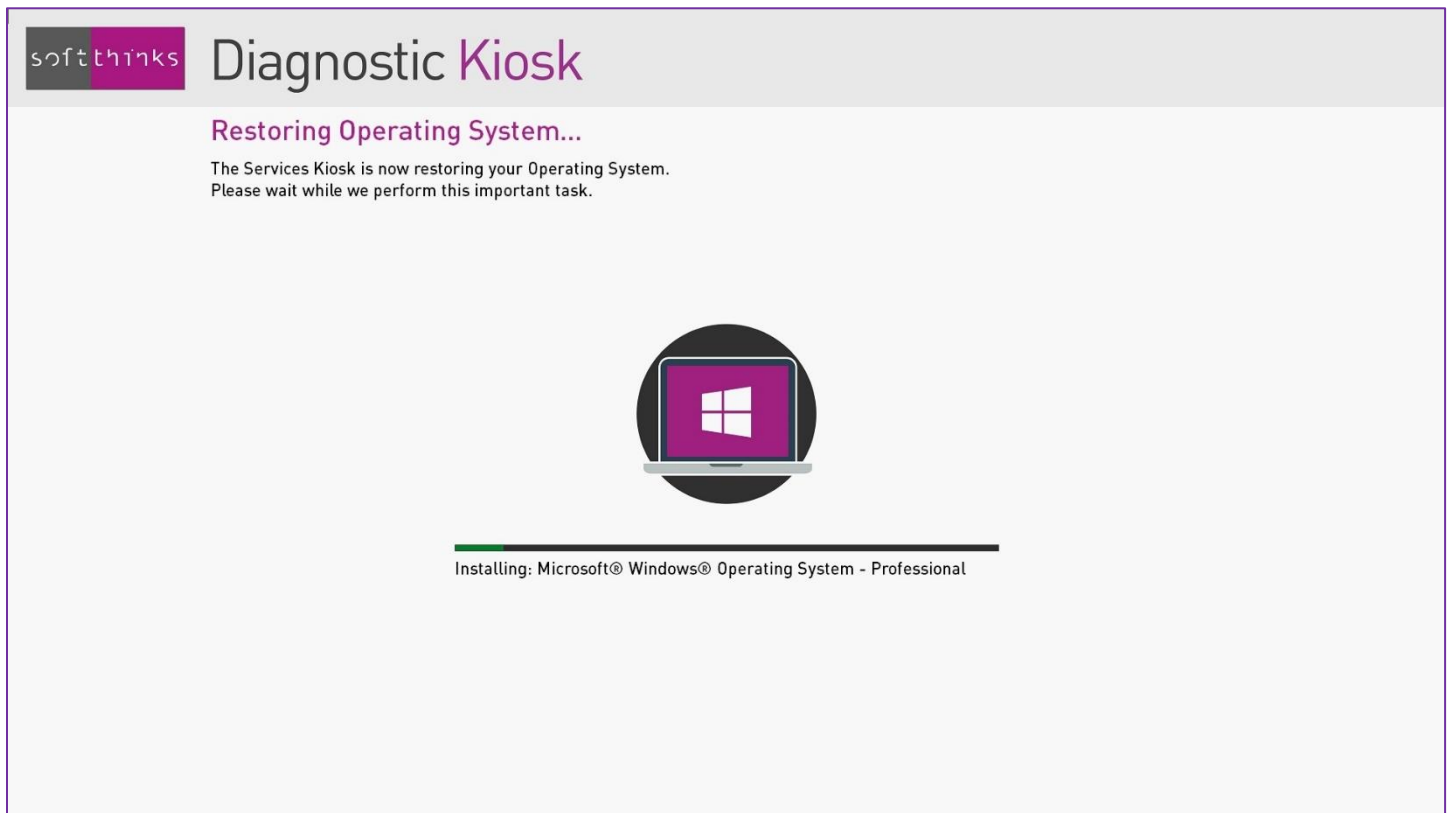 softthinks
Diagnostic Kiosk
Restoring Operating System...
The Services Kiosk is now restoring your Operating System.
Please wait while we perform this important task.
Installing: Microsoft® Windows® Operating System - Professional